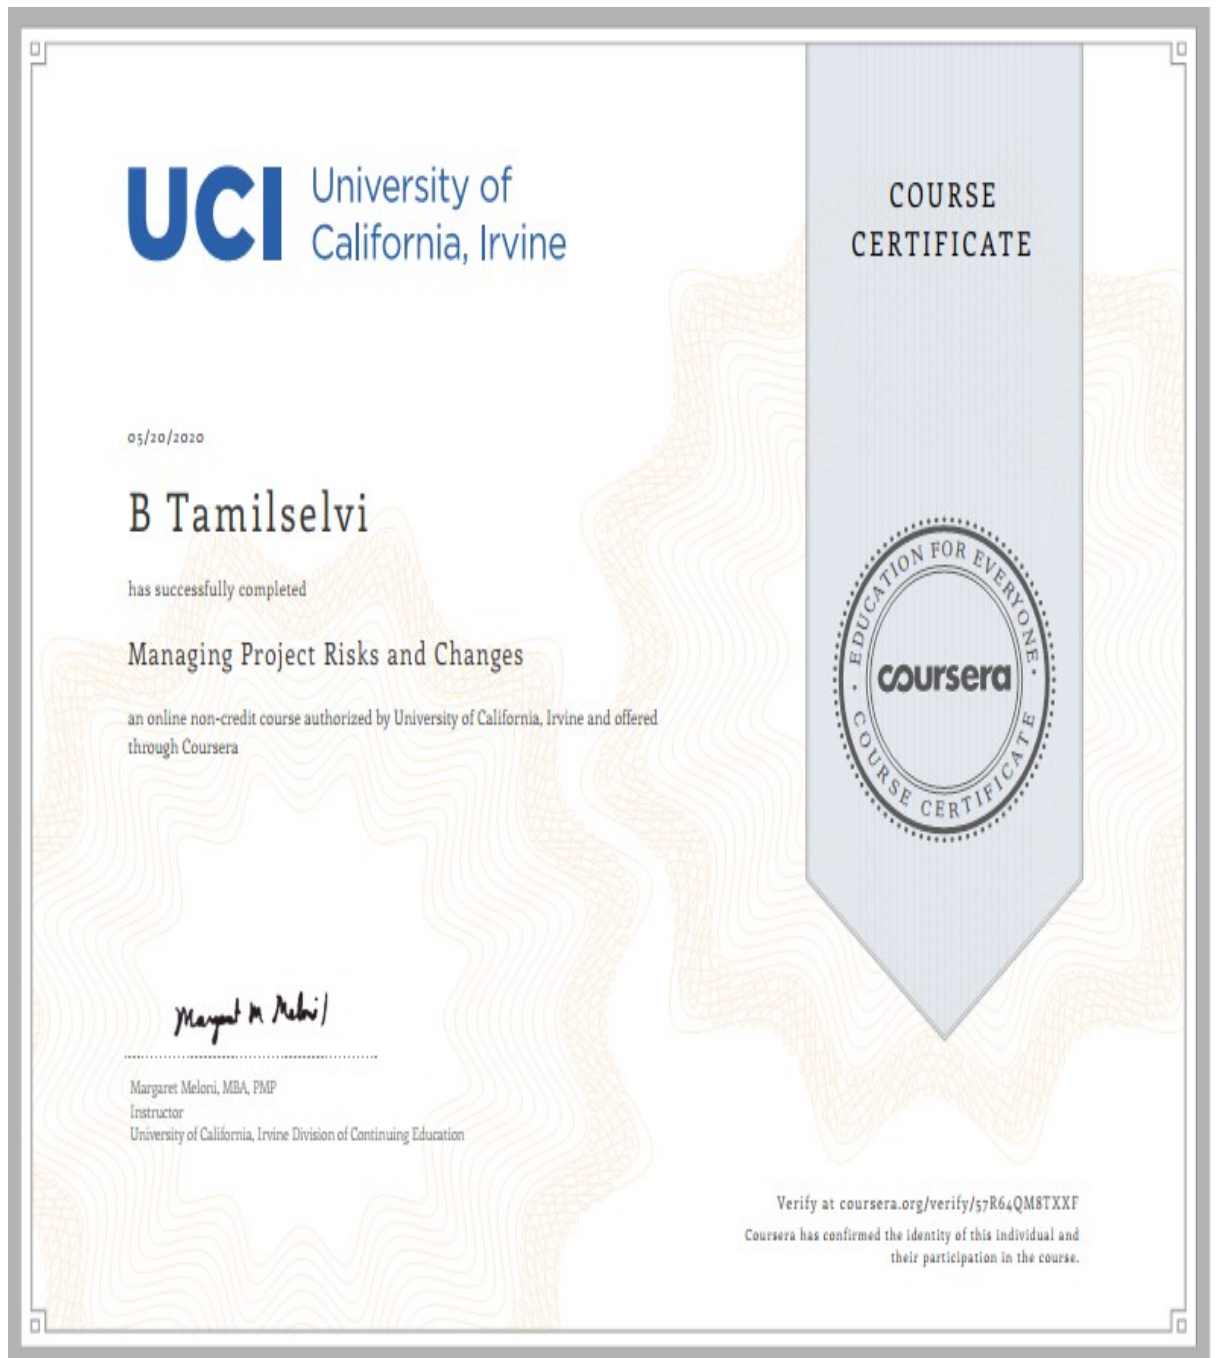 UCI University of
California, Irvine
COURSE
CERTIFICATE
05/20/2020
B Tamilselvi
has successfully completed
Managing Project Risks and Changes
an online non-credit course authorized by University of California, Irvine and offered
through Coursera
EDUCATION FOR EVERYONE
coursera
COURSE CERTIFICATE
Margaret M Meloni
Margaret Meloni, MBA, PMP
Instructor
University of California, Irvine Division of Continuing Education
Verify at coursera.org/verify/57R64QM8TXXF
Coursera has confirmed the identity of this individual and
their participation in the course.